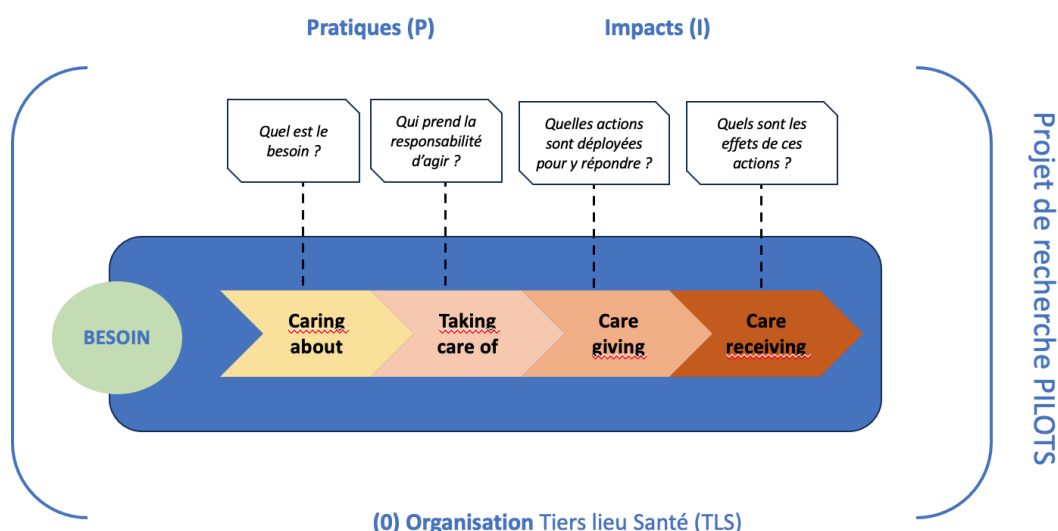 Pratiques (P)
Impacts (I)
Quel est le
besoin ?
Qui prend la
responsabilité
d'agir ?
Quelles actions
sont déployées
pour y répondre ?
Quels sont les
effets de ces
actions ?
BESOIN
Caring
about
Taking
care of
Care
giving
Care
receiving
(0) Organisation Tiers lieu Santé (TLS)
Projet de recherche PILOTS